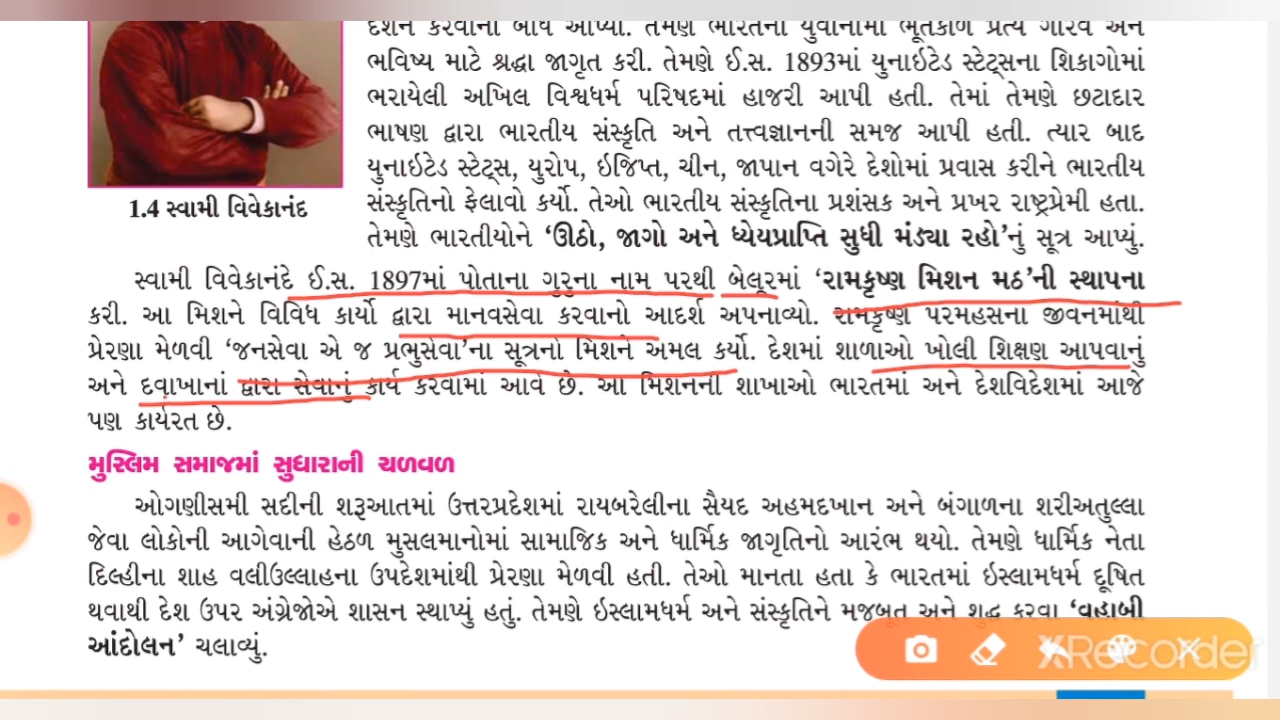 દર્શન કરવાનો બોધ આપ્યો. તેમણે ભારતના યુવાનોમાં ભૂતકાળ પ્રત્યે ગૌરવ અને
ભવિષ્ય માટે શ્રદ્ધા જાગૃત કરી. તેમણે ઈ.સ. 1893માં યુનાઇટેડ સ્ટેટ્સના શિકાગોમાં
ભરાયેલી અખિલ વિશ્વધર્મ પરિષદમાં હાજરી આપી હતી. તેમાં તેમણે છટાદાર
ભાષણ દ્વારા ભારતીય સંસ્કૃતિ અને તત્ત્વજ્ઞાનની સમજ આપી હતી. ત્યાર બાદ
યુનાઇટેડ સ્ટેટ્સ, યુરોપ, ઇજિપ્ત, ચીન, જાપાન વગેરે દેશોમાં પ્રવાસ કરીને ભારતીય
સંસ્કૃતિનો ફેલાવો કર્યો. તેઓ ભારતીય સંસ્કૃતિના પ્રશંસક અને પ્રખર રાષ્ટ્રપ્રેમી હતા.
તેમણે ભારતીયોને ‘ઊઠો, જાગો અને ધ્યેયપ્રાપ્તિ સુધી મંડ્યા રહો’નું સૂત્ર આપ્યું.
1.4 સ્વામી વિવેકાનંદ
સ્વામી વિવેકાનંદે ઈ.સ. 1897માં પોતાના ગુરુના નામ પરથી બેલૂરમાં ‘રામકૃષ્ણ મિશન મઠ’ની સ્થાપના
કરી. આ મિશને વિવિધ કાર્યો દ્વારા માનવસેવા કરવાનો આદર્શ અપનાવ્યો. રામકૃષ્ણ પરમહંસના જીવનમાંથી
પ્રેરણા મેળવી ‘જનસેવા એ જ પ્રભુસેવા’ના સૂત્રનો મિશને અમલ કર્યો. દેશમાં શાળાઓ ખોલી શિક્ષણ આપવાનું
અને દવાખાનાં દ્વારા સેવાનું કાર્ય કરવામાં આવે છે. આ મિશનની શાખાઓ ભારતમાં અને દેશવિદેશમાં આજે
પણ કાર્યરત છે.
મુસ્લિમ સમાજમાં સુધારાની ચળવળ
ઓગણીસમી સદીની શરૂઆતમાં ઉત્તરપ્રદેશમાં રાયબરેલીના સૈયદ અહમદખાન અને બંગાળના શરીઅતુલ્લા
જેવા લોકોની આગેવાની હેઠળ મુસલમાનોમાં સામાજિક અને ધાર્મિક જાગૃતિનો આરંભ થયો. તેમણે ધાર્મિક નેતા
દિલ્હીના શાહ વલીઉલ્લાહના ઉપદેશમાંથી પ્રેરણા મેળવી હતી. તેઓ માનતા હતા કે ભારતમાં ઇસ્લામધર્મ દૂષિત
થવાથી દેશ ઉપર અંગ્રેજોએ શાસન સ્થાપ્યું હતું. તેમણે ઇસ્લામધર્મ અને સંસ્કૃતિને મજબૂત અને શુદ્ધ કરવા ‘વહાબી
આંદોલન’ ચલાવ્યું.
XRecorder